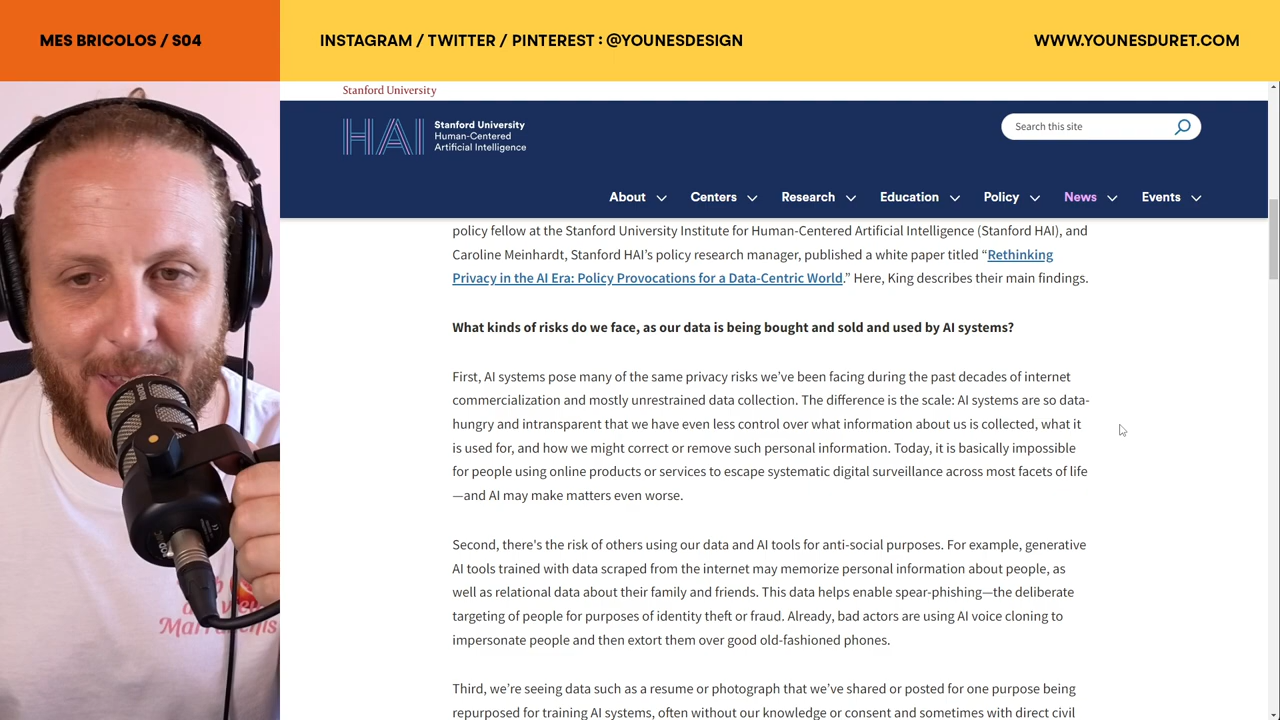 MES BRICOLOS / S04
INSTAGRAM / TWITTER / PINTEREST : @YOUNESDESIGN
WWW.YOUNESDURET.COM
Stanford University
HAI
Stanford University
Human-Centered
Artificial Intelligence
Search this site
About
Centers
Research
Education
Policy
News
Events
policy fellow at the Stanford University Institute for Human-Centered Artificial Intelligence (Stanford HAI), and
Caroline Meinhardt, Stanford HAI’s policy research manager, published a white paper titled “Rethinking
Privacy in the AI Era: Policy Provocations for a Data-Centric World.” Here, King describes their main findings.
What kinds of risks do we face, as our data is being bought and sold and used by AI systems?
First, AI systems pose many of the same privacy risks we’ve been facing during the past decades of internet
commercialization and mostly unrestrained data collection. The difference is the scale: AI systems are so data-
hungry and intransparent that we have even less control over what information about us is collected, what it
is used for, and how we might correct or remove such personal information. Today, it is basically impossible
for people using online products or services to escape systematic digital surveillance across most facets of life
—and AI may make matters even worse.
Second, there's the risk of others using our data and AI tools for anti-social purposes. For example, generative
AI tools trained with data scraped from the internet may memorize personal information about people, as
well as relational data about their family and friends. This data helps enable spear-phishing—the deliberate
targeting of people for purposes of identity theft or fraud. Already, bad actors are using AI voice cloning to
impersonate people and then extort them over good old-fashioned phones.
Third, we’re seeing data such as a resume or photograph that we’ve shared or posted for one purpose being
repurposed for training AI systems, often without our knowledge or consent and sometimes with direct civil